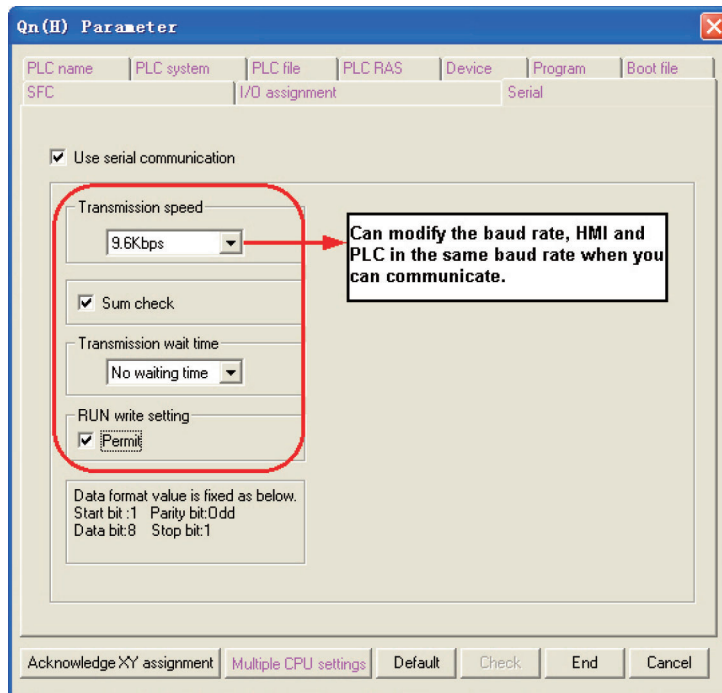 Qn(H) Parameter
PLC name PLC system PLC file PLC RAS Device Program Boot file
SFC I/O assignment Serial
Use serial communication
Transmission speed
9.6Kbps
Can modify the baud rate, HMI and
PLC in the same baud rate when you
can communicate.
Sum check
Transmission wait time
No waiting time
RUN write setting
Permit
Data format value is fixed as below.
Start bit :1 Parity bit:Odd
Data bit:8 Stop bit:1
Acknowledge XY assignment Multiple CPU settings Default Check End Cancel